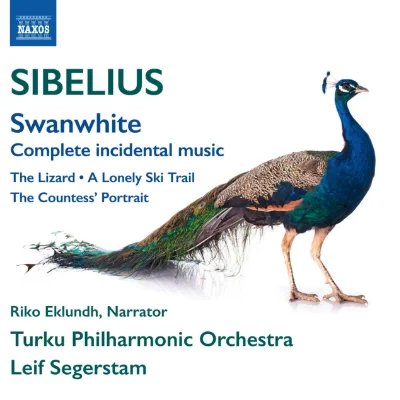 NAXOS
SIBELIUS
Swanwhite
Complete incidental music
The Lizard • A Lonely Ski Trail
The Countess’ Portrait
Riko Eklundh, Narrator
Turku Philharmonic Orchestra
Leif Segerstam